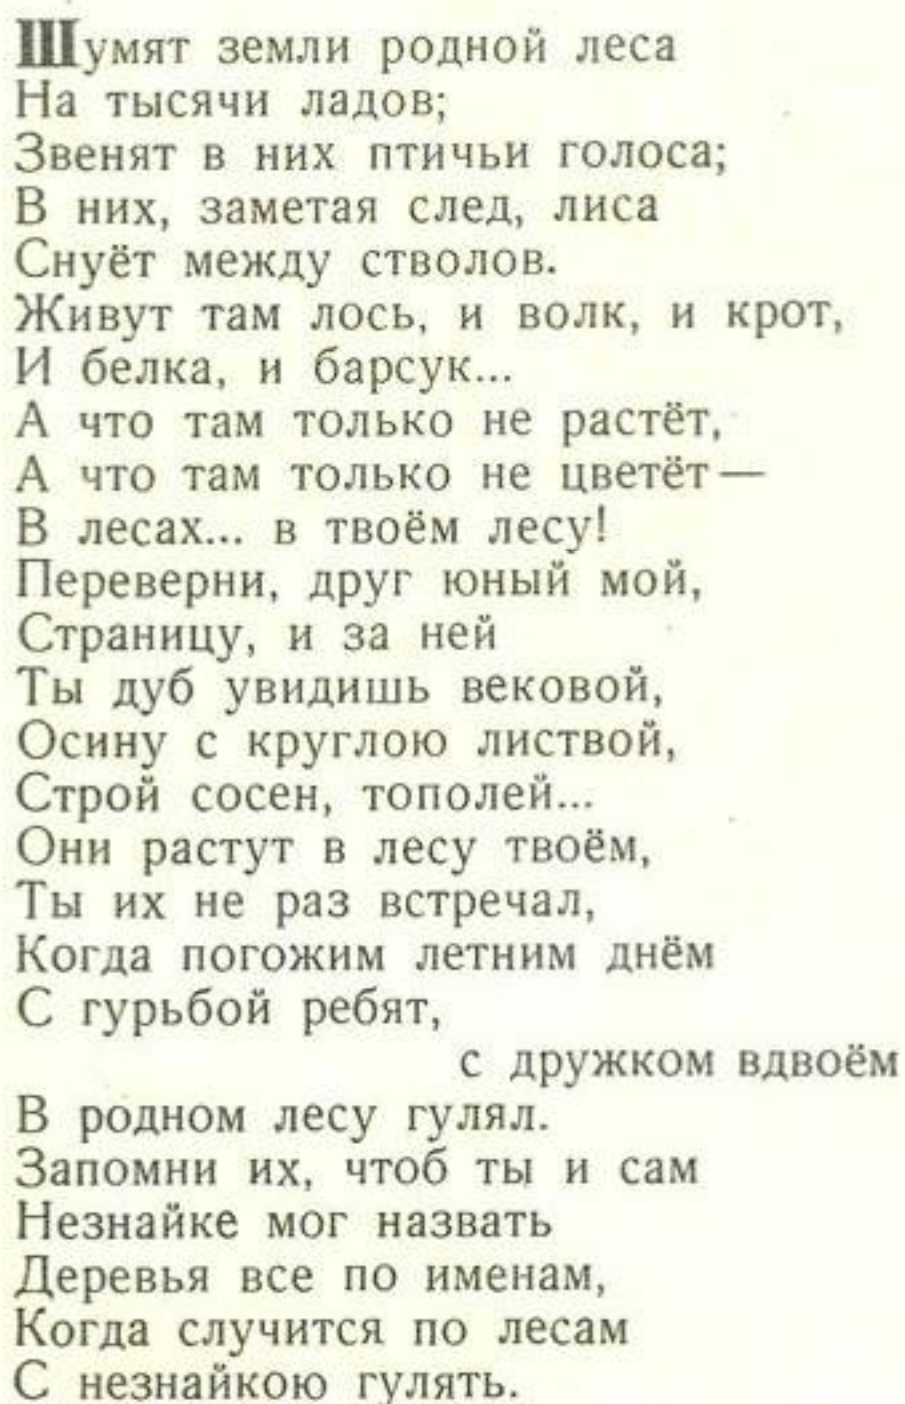 Шумят земли родной леса
На тысячи ладов;
Звенят в них птичьи голоса;
В них, заметая след, лиса
Снуёт между стволов.
Живут там лось, и волк, и крот,
И белка, и барсук...
А что там только не растёт,
А что там только не цветёт—
В лесах... в твоём лесу!
Переверни, друг юный мой,
Страницу, и за ней
Ты дуб увидишь вековой,
Осину с круглою листвой,
Строй сосен, тополей...
Они растут в лесу твоём,
Ты их не раз встречал,
Когда погожим летним днём
С гурьбой ребят,
с дружком вдвоём
В родном лесу гулял.
Запомни их, чтоб ты и сам
Незнайке мог назвать
Деревья все по именам,
Когда случится по лесам
С незнайкою гулять.